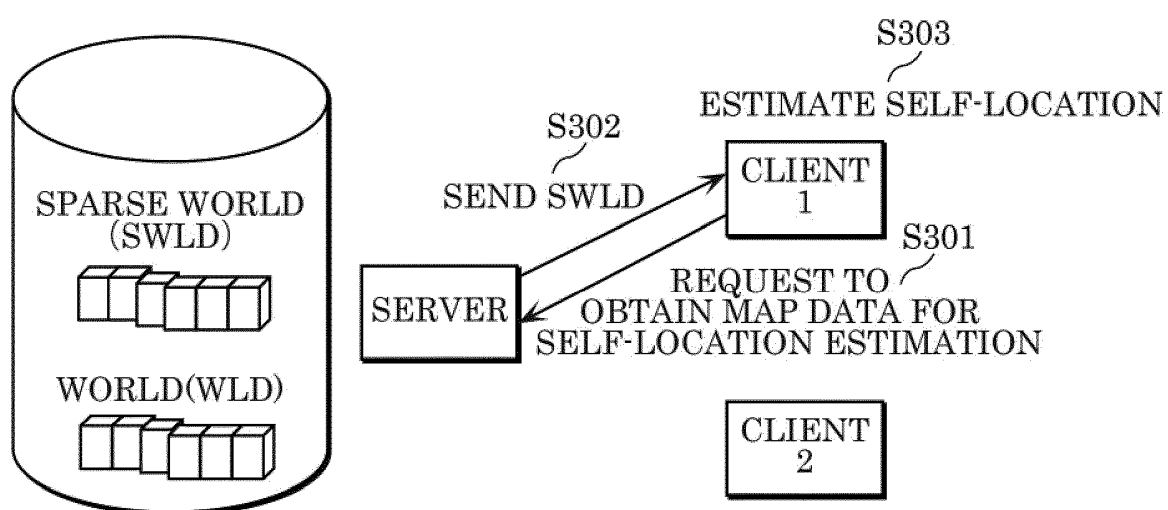 S303
ESTIMATE SELF-LOCATION
S302
SEND SWLD
CLIENT
1
SPARSE WORLD
(SWLD)
S301
REQUEST TO
OBTAIN MAP DATA FOR
SELF-LOCATION ESTIMATION
SERVER
WORLD(WLD)
CLIENT
2